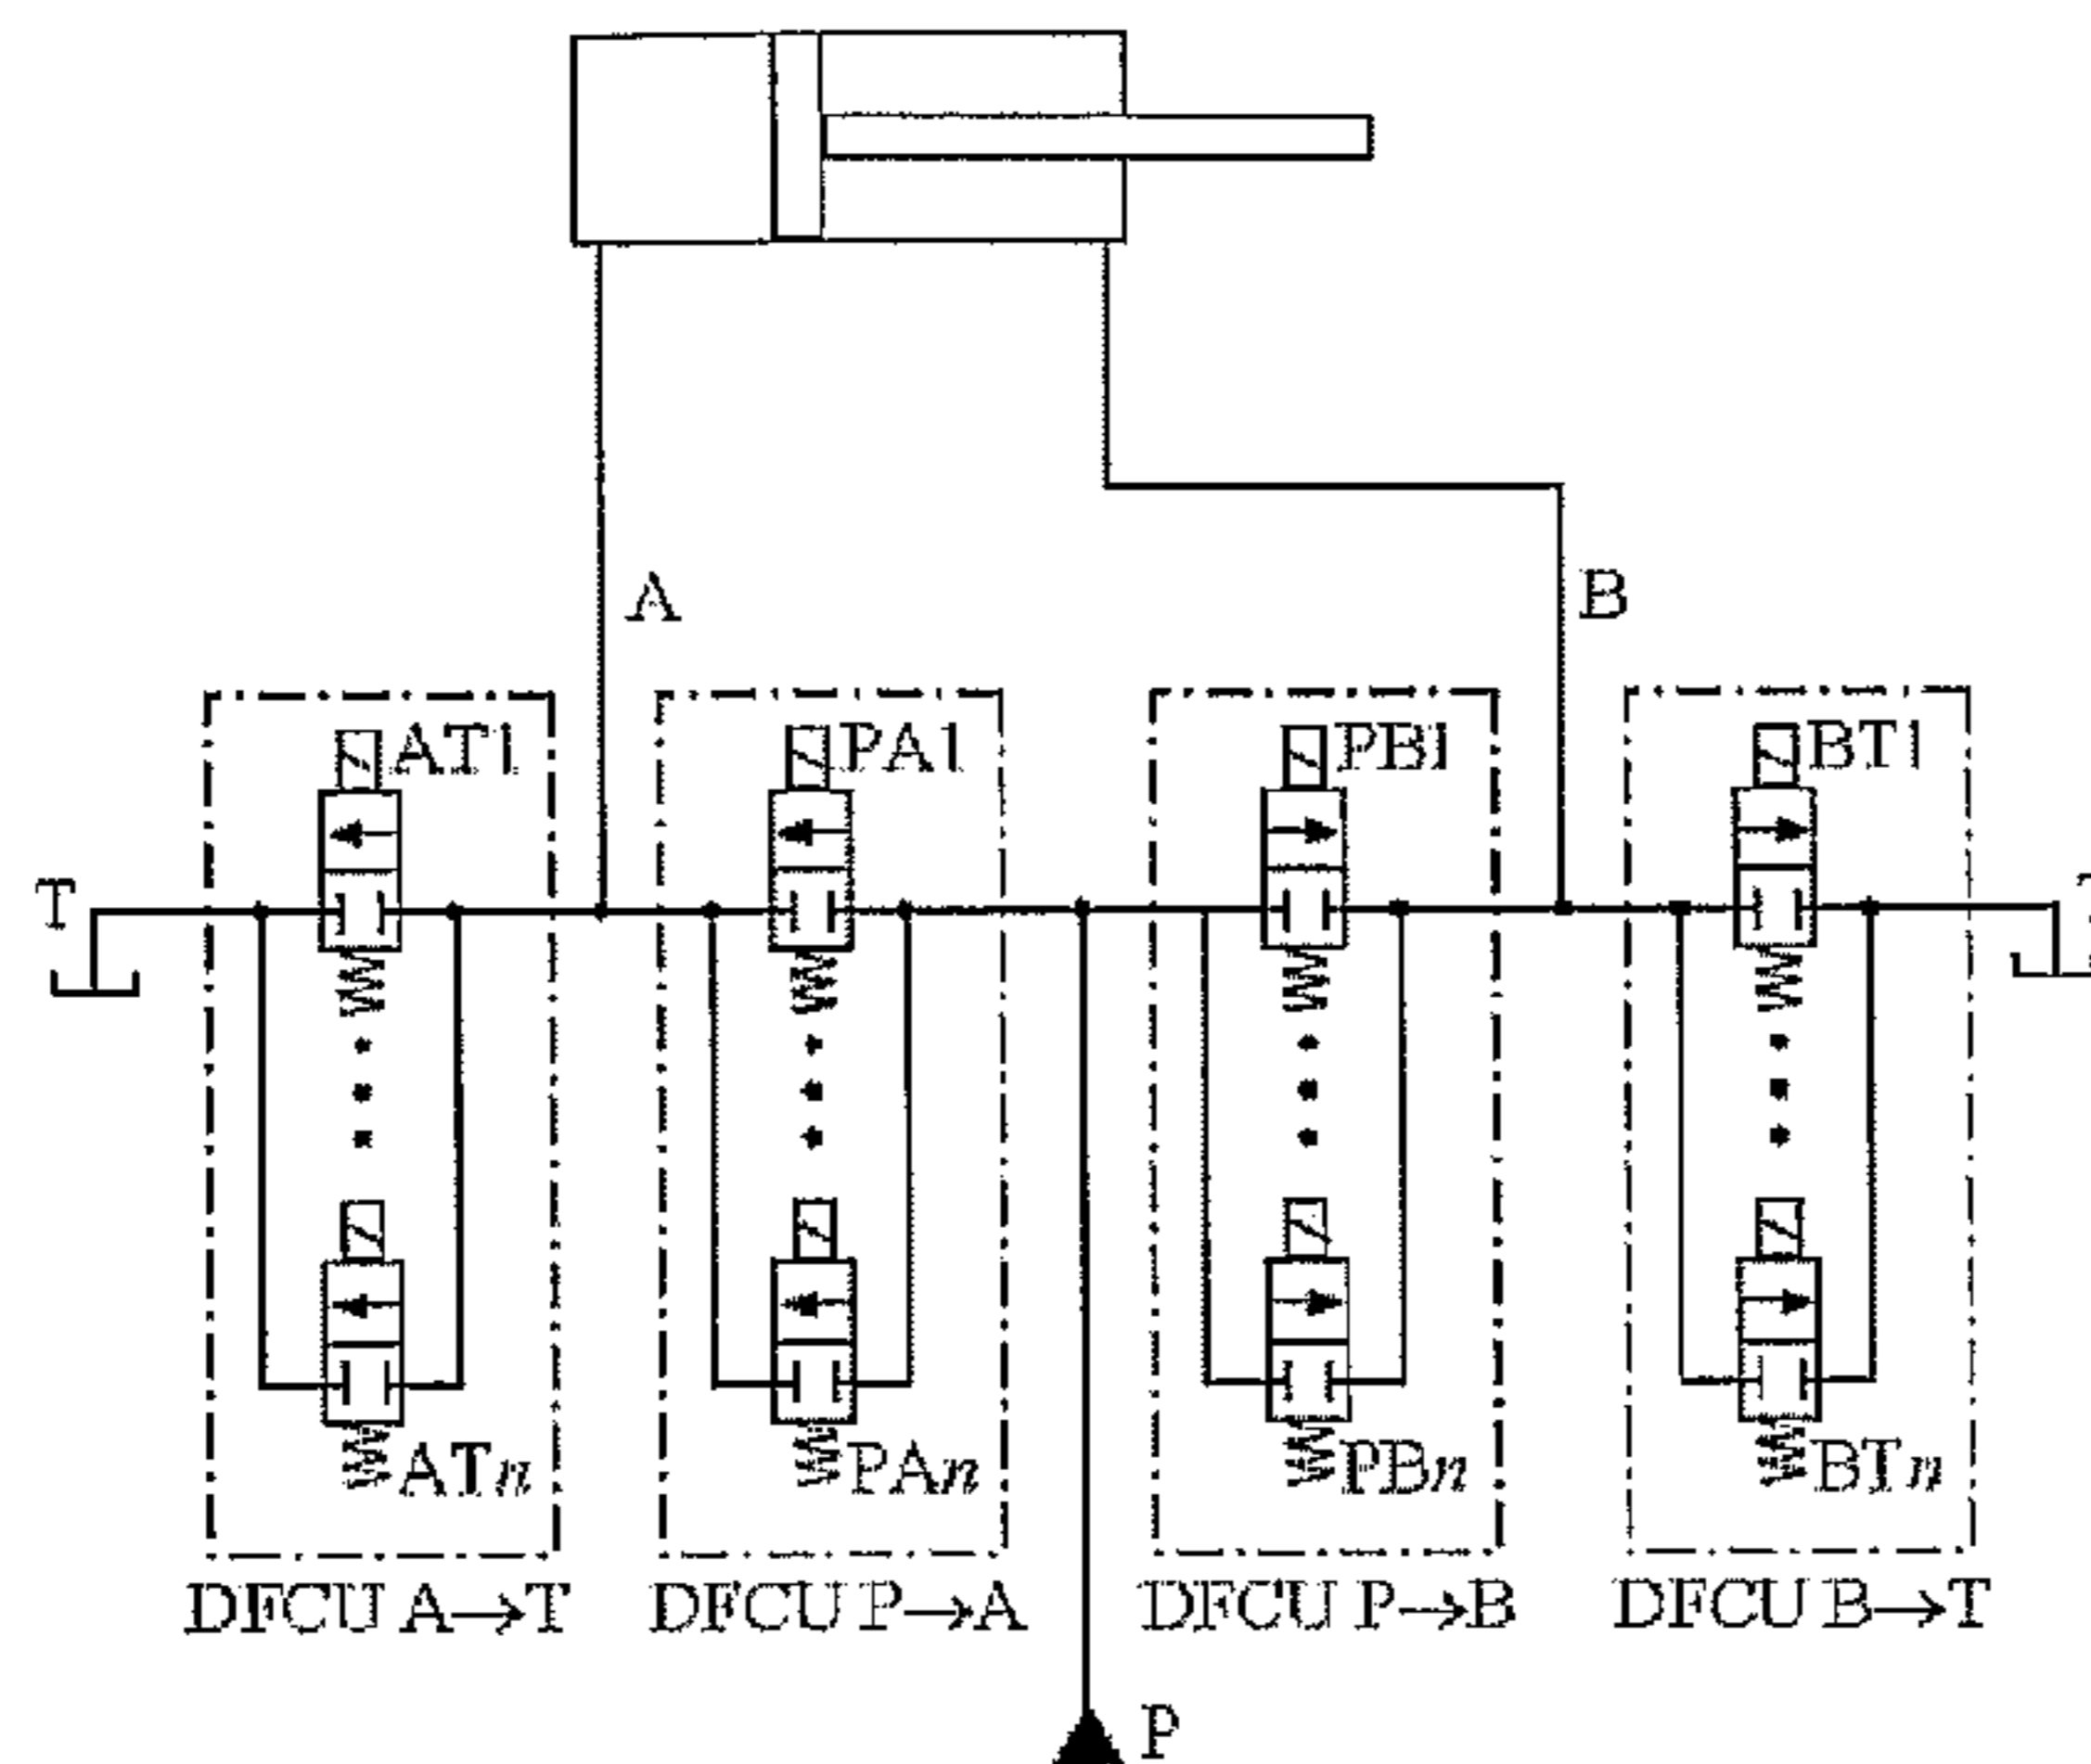 A
B
AT1
PA1
PB1
BT1
T
ATn
PAn
PBn
BTn
DFCU A→T
DFCU P→A
DFCU P→B
DFCU B→T
P